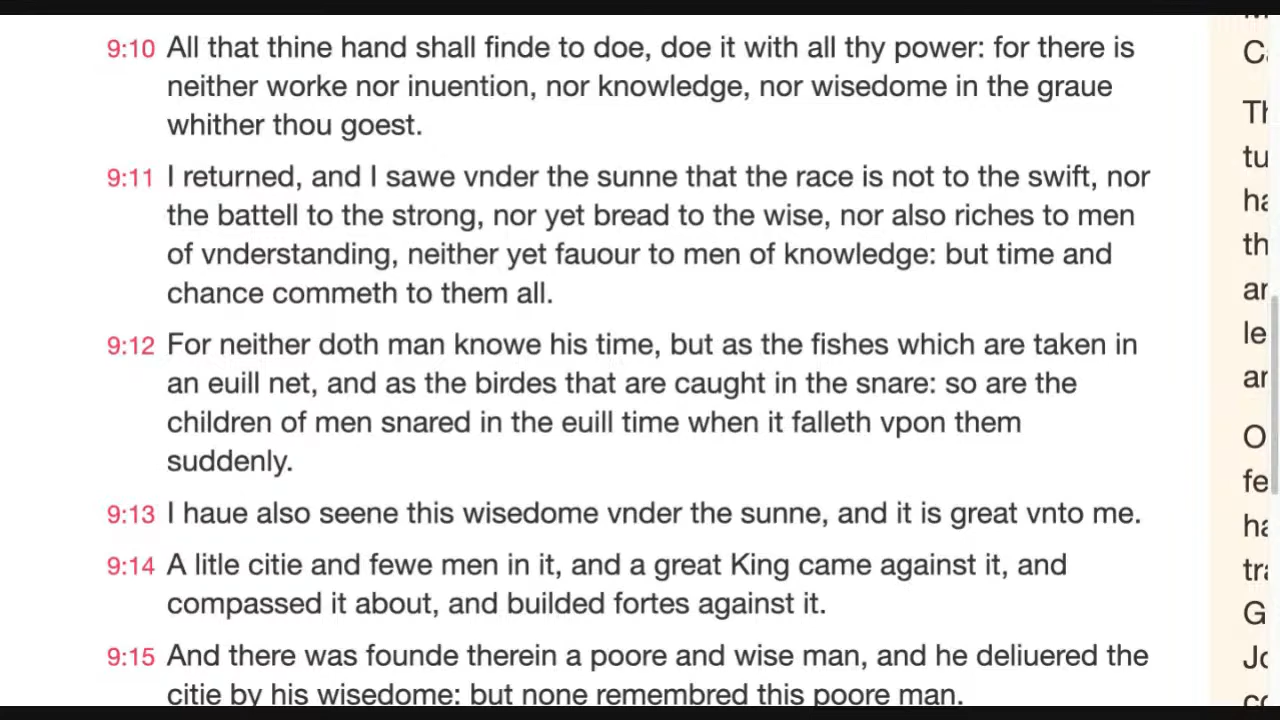 9:10 All that thine hand shall finde to doe, doe it with all thy power: for there is
neither worke nor inuention, nor knowledge, nor wisedome in the graue
whither thou goest.
9:11 I returned, and I sawe vnder the sunne that the race is not to the swift, nor
the battell to the strong, nor yet bread to the wise, nor also riches to men
of vnderstanding, neither yet fauour to men of knowledge: but time and
chance commeth to them all.
9:12 For neither doth man knowe his time, but as the fishes which are taken in
an euill net, and as the birdes that are caught in the snare: so are the
children of men snared in the euill time when it falleth vpon them
suddenly.
9:13 I haue also seene this wisedome vnder the sunne, and it is great vnto me.
9:14 A litle citie and fewe men in it, and a great King came against it, and
compassed it about, and builded fortes against it.
9:15 And there was founde therein a poore and wise man, and he deliuered the
citie by his wisedome: but none remembred this poore man.